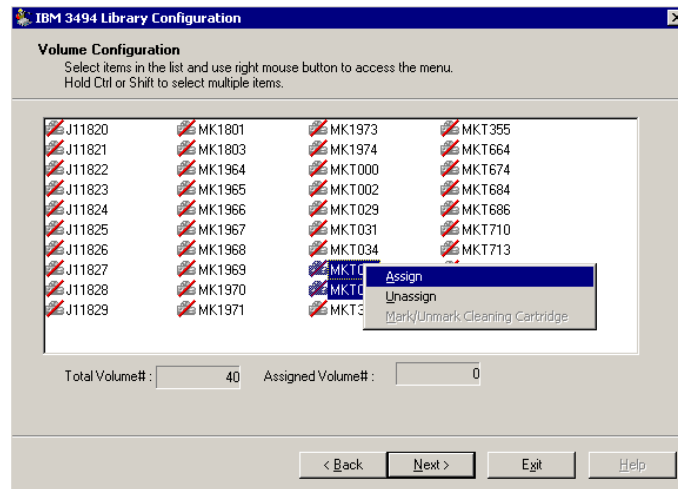 IBM 3494 Library Configuration
Volume Configuration
Select items in the list and use right mouse button to access the menu.
Hold Ctrl or Shift to select multiple items.
J11820 MK1801 MK1973 MKT355
J11821 MK1803 MK1974 MKT664
J11822 MK1964 MKT000 MKT674
J11823 MK1965 MKT002 MKT684
J11824 MK1966 MKT029 MKT686
J11825 MK1967 MKT031 MKT710
J11826 MK1968 MKT034 MKT713
J11827 MK1969
J11828 MK1970
J11829 MK1971
Assign
Unassign
Mark/Unmark Cleaning Cartridge
Total Volume# : 40 Assigned Volume# : 0
< Back Next > Exit Help